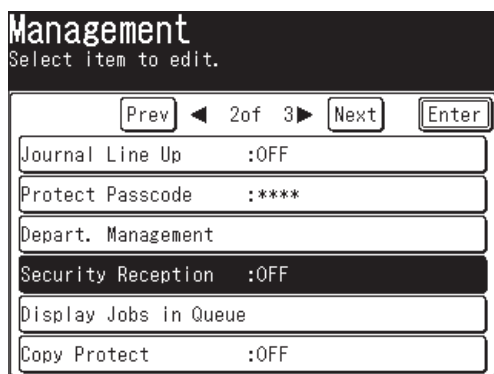 Management
Select item to edit.
Prev ◀ 2of 3▶ Next Enter
Journal Line Up :OFF
Protect Passcode :****
Depart. Management
Security Reception :OFF
Display Jobs in Queue
Copy Protect :OFF